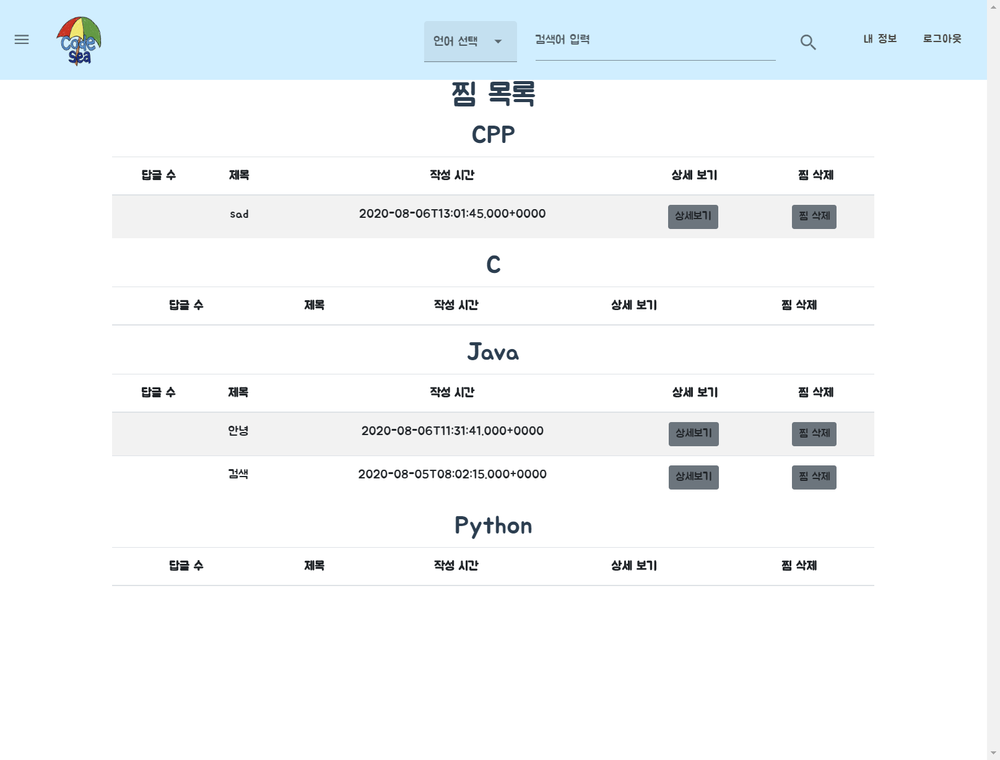 Code Sea
언어 선택 검색어 입력 내 정보 로그아웃
찜 목록
CPP
답글 수 제목 작성 시간 상세 보기 찜 삭제
sad 2020-08-06T13:01:45.000+0000 상세보기 찜 삭제
C
답글 수 제목 작성 시간 상세 보기 찜 삭제
Java
답글 수 제목 작성 시간 상세 보기 찜 삭제
안녕 2020-08-06T11:31:41.000+0000 상세보기 찜 삭제
검색 2020-08-05T08:02:15.000+0000 상세보기 찜 삭제
Python
답글 수 제목 작성 시간 상세 보기 찜 삭제